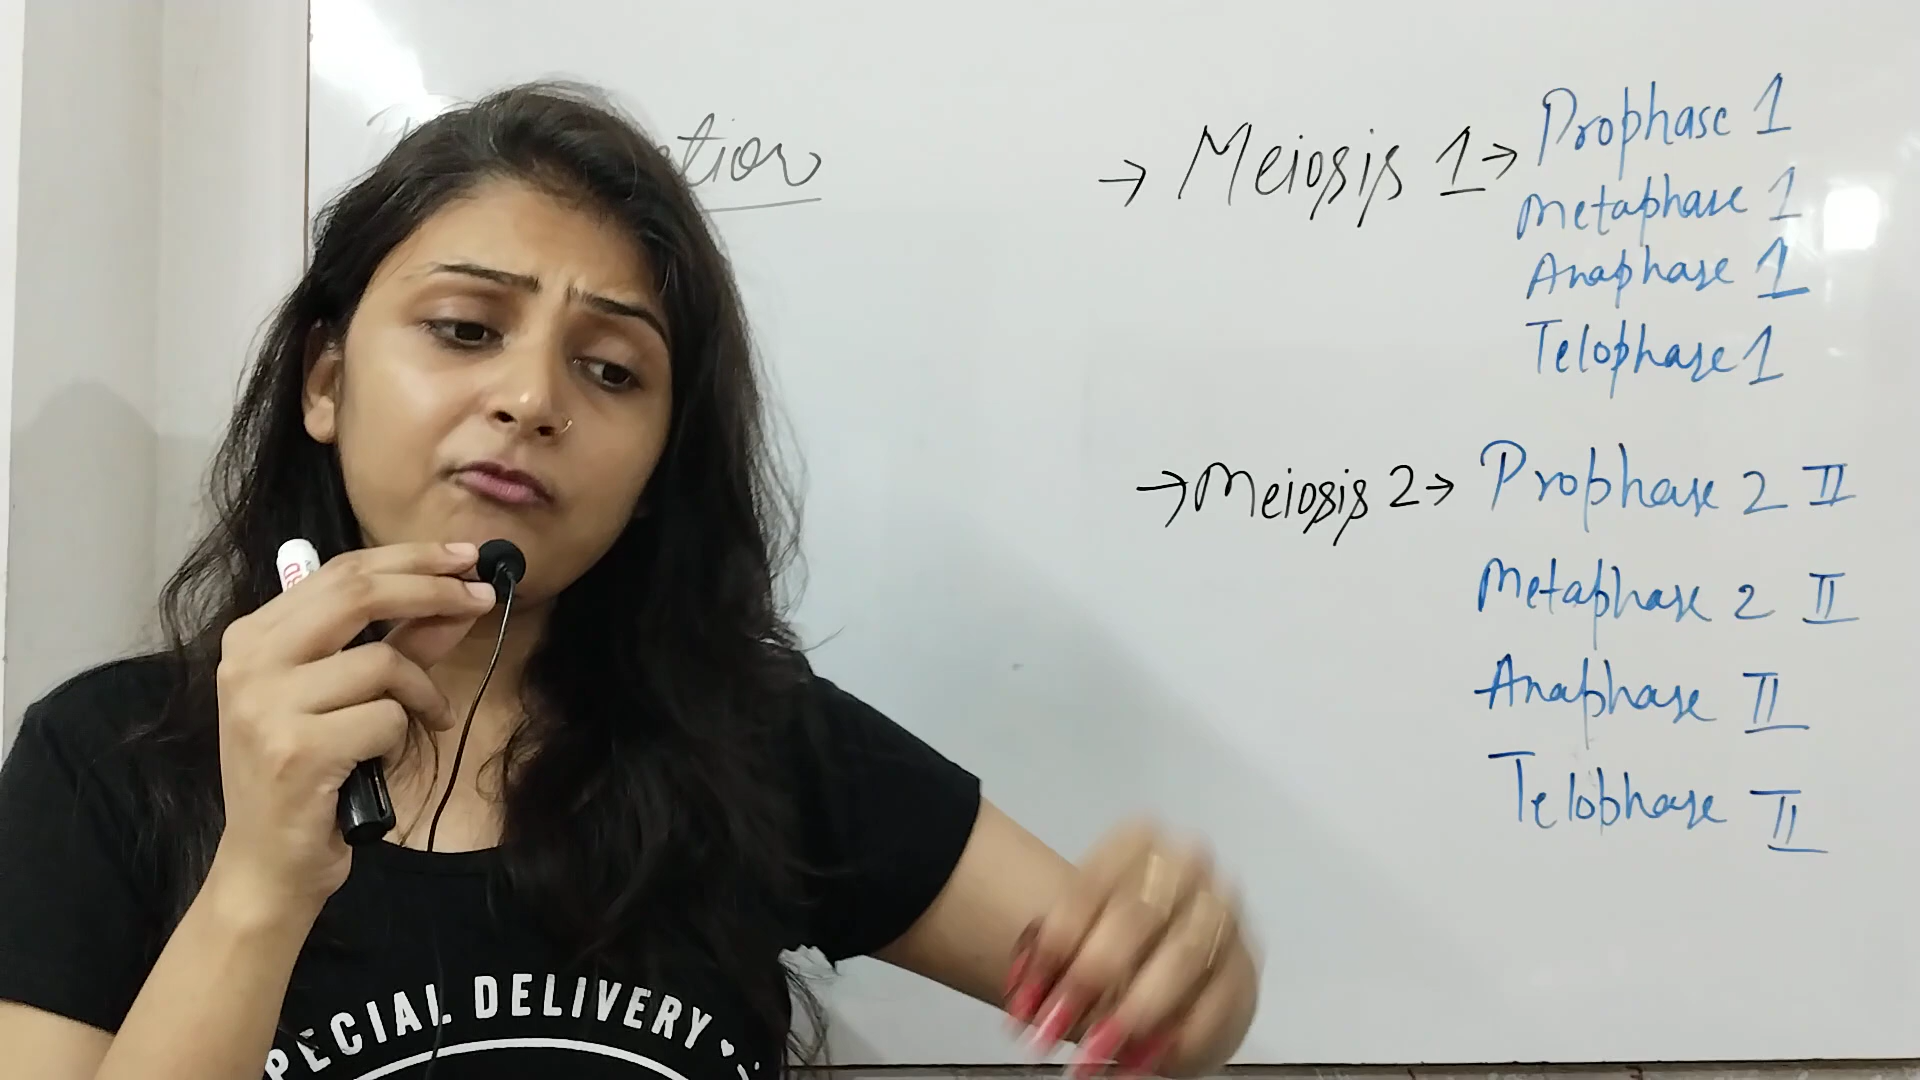 → Meiosis 1 → Prophase 1
Metaphase 1
Anaphase 1
Telophase 1
→ Meiosis 2 → Prophase 2 II
Metaphase 2 II
Anaphase II
Telophase II
PECIAL DELIVERY